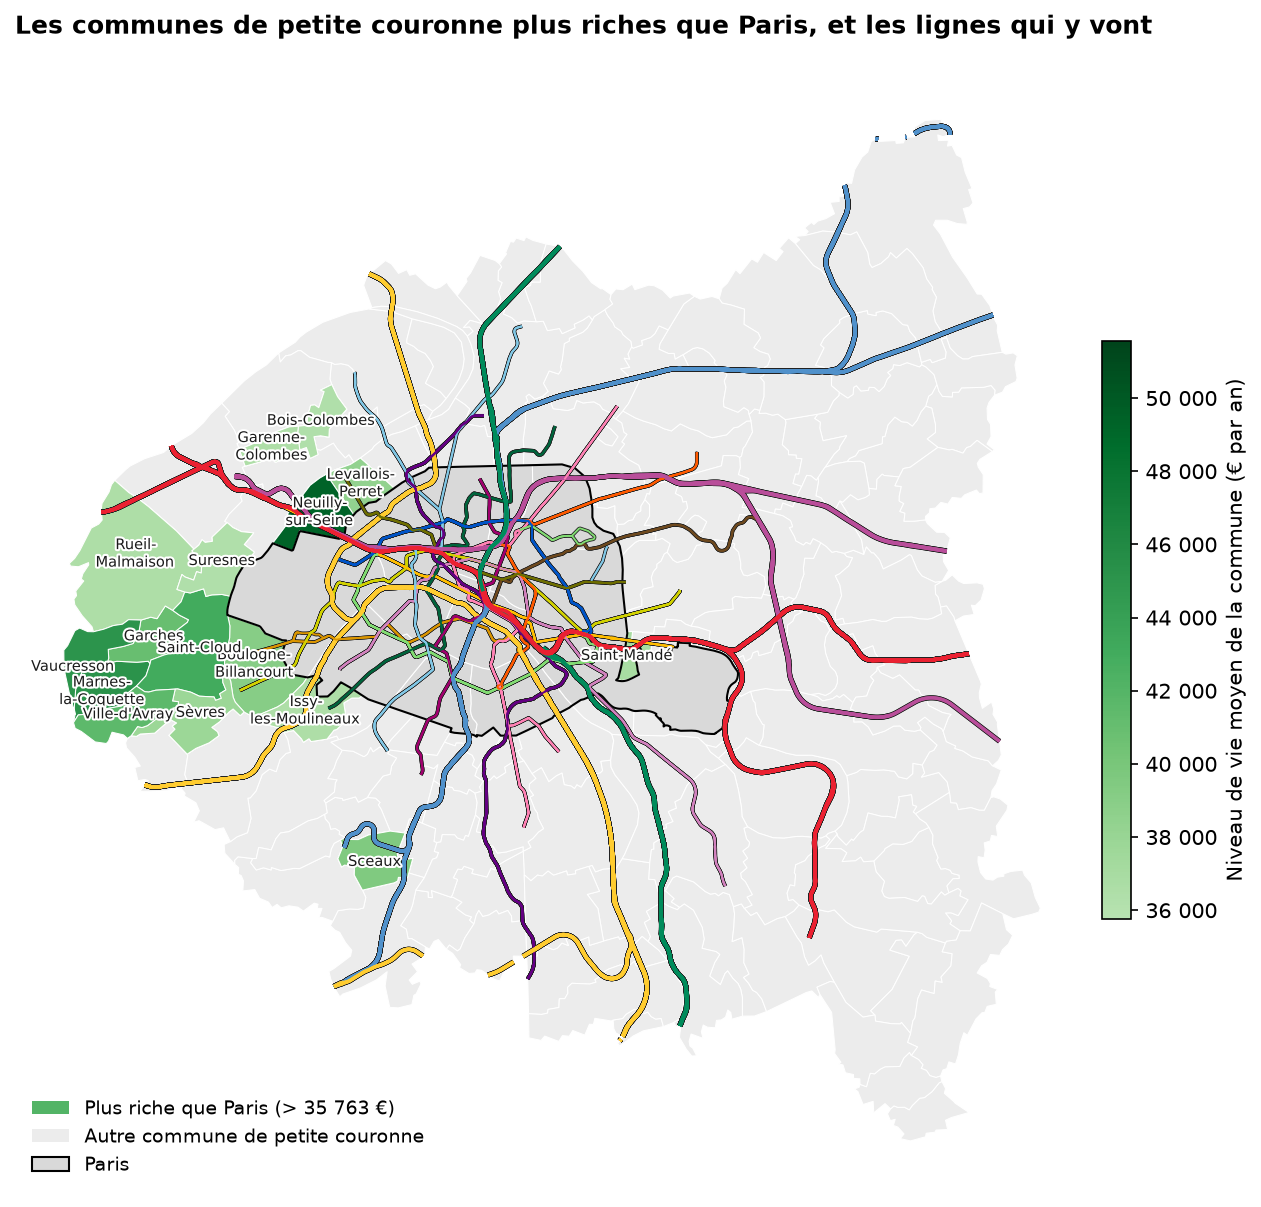 Les communes de petite couronne plus riches que Paris, et les lignes qui y vont
Bois-Colombes
Garenne-
Colombes
Levallois-
Perret
Neuilly-
sur-Seine
Rueil-
Malmaison
Suresnes
Garches
Saint-Cloud
Boulogne-
Billancourt
Vaucresson
Marnes-
la-Coquette
Ville-d'Avray
Sèvres
Issy-
les-Moulineaux
Saint-Mandé
Sceaux
50 000
48 000
46 000
44 000
42 000
40 000
38 000
36 000
Niveau de vie moyen de la commune (€ par an)
Plus riche que Paris (> 35 763 €)
Autre commune de petite couronne
Paris